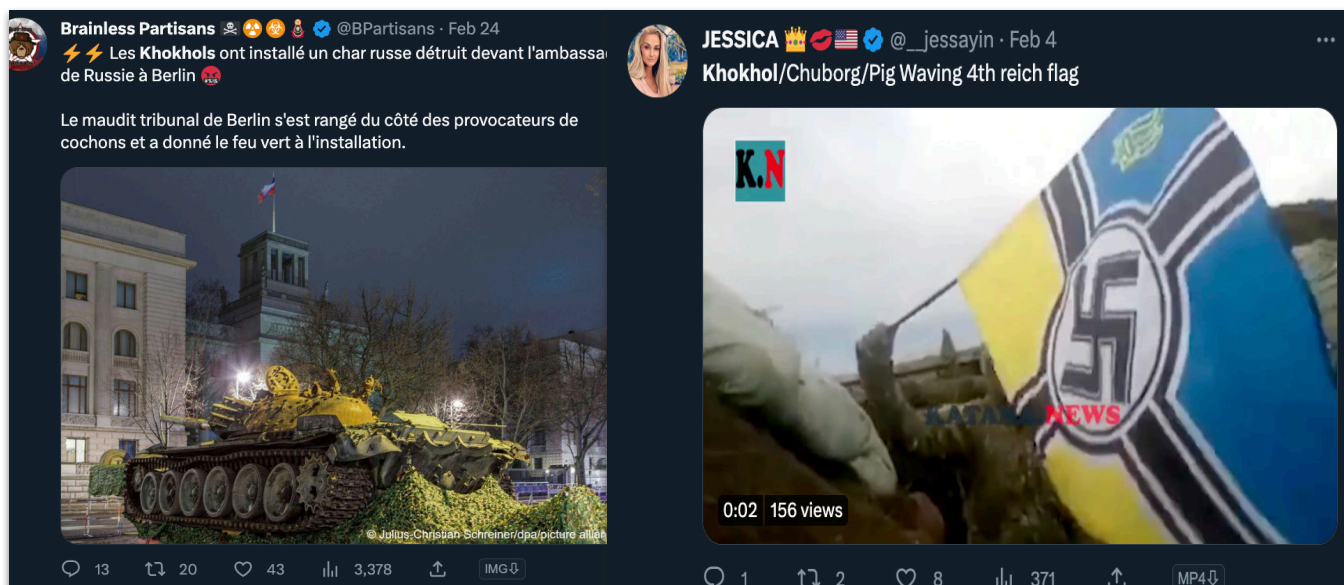 Brainless Partisans ☠️☢️☣️🪆 @BPartisans · Feb 24
⚡⚡ Les Khokhols ont installé un char russe détruit devant l'ambassa
de Russie à Berlin 🤬
Le maudit tribunal de Berlin s'est rangé du côté des provocateurs de
cochons et a donné le feu vert à l'installation.
© Julius-Christian Schreiner/dpa/picture allian
13 20 43 3,378 IMG
JESSICA 👑💋🇺🇸 @__jessayin · Feb 4
Khokhol/Chuborg/Pig Waving 4th reich flag
K.N
NEWS
0:02 156 views
1 2 8 371 MP4